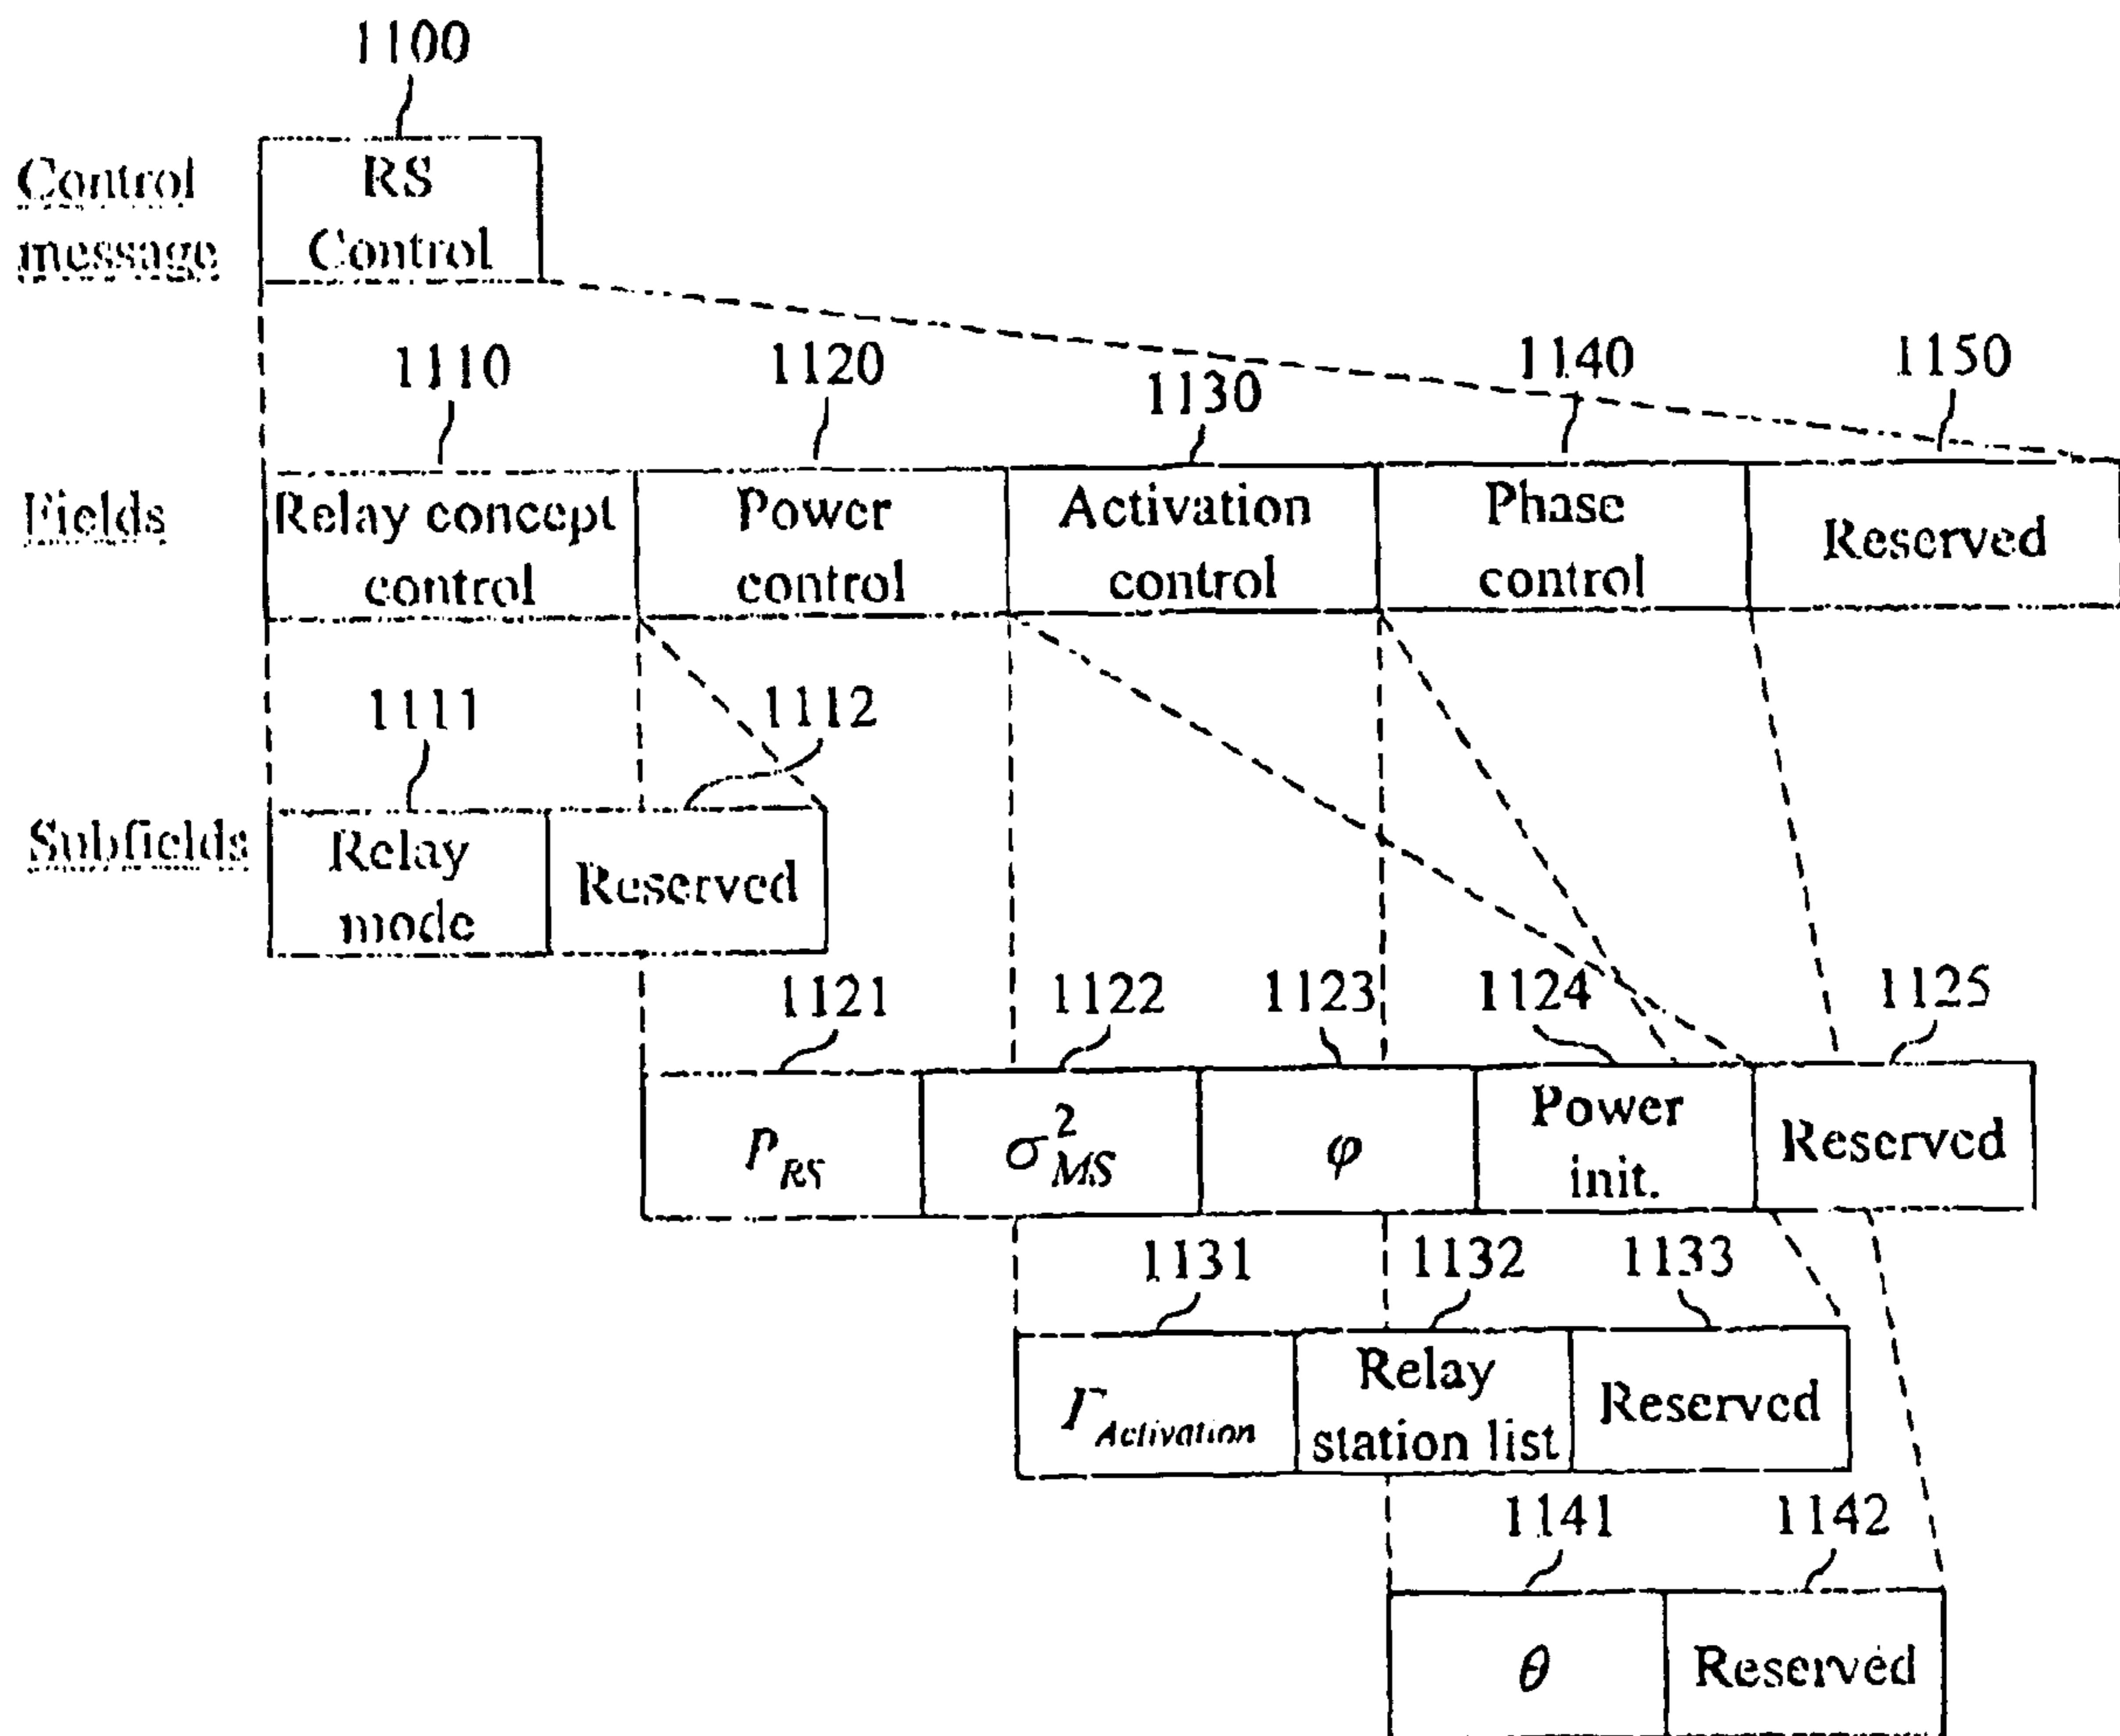 1100
Control
message
RS
Control
1110
1120
1130
1140
1150
Fields
Relay concept
control
Power
control
Activation
control
Phase
control
Reserved
1111
1112
Subfields
Relay
mode
Reserved
1121
1122
1123
1124
1125
P_RS
σ²_MS
φ
Power
init.
Reserved
1131
1132
1133
Γ_Activation
Relay
station list
Reserved
1141
1142
θ
Reserved